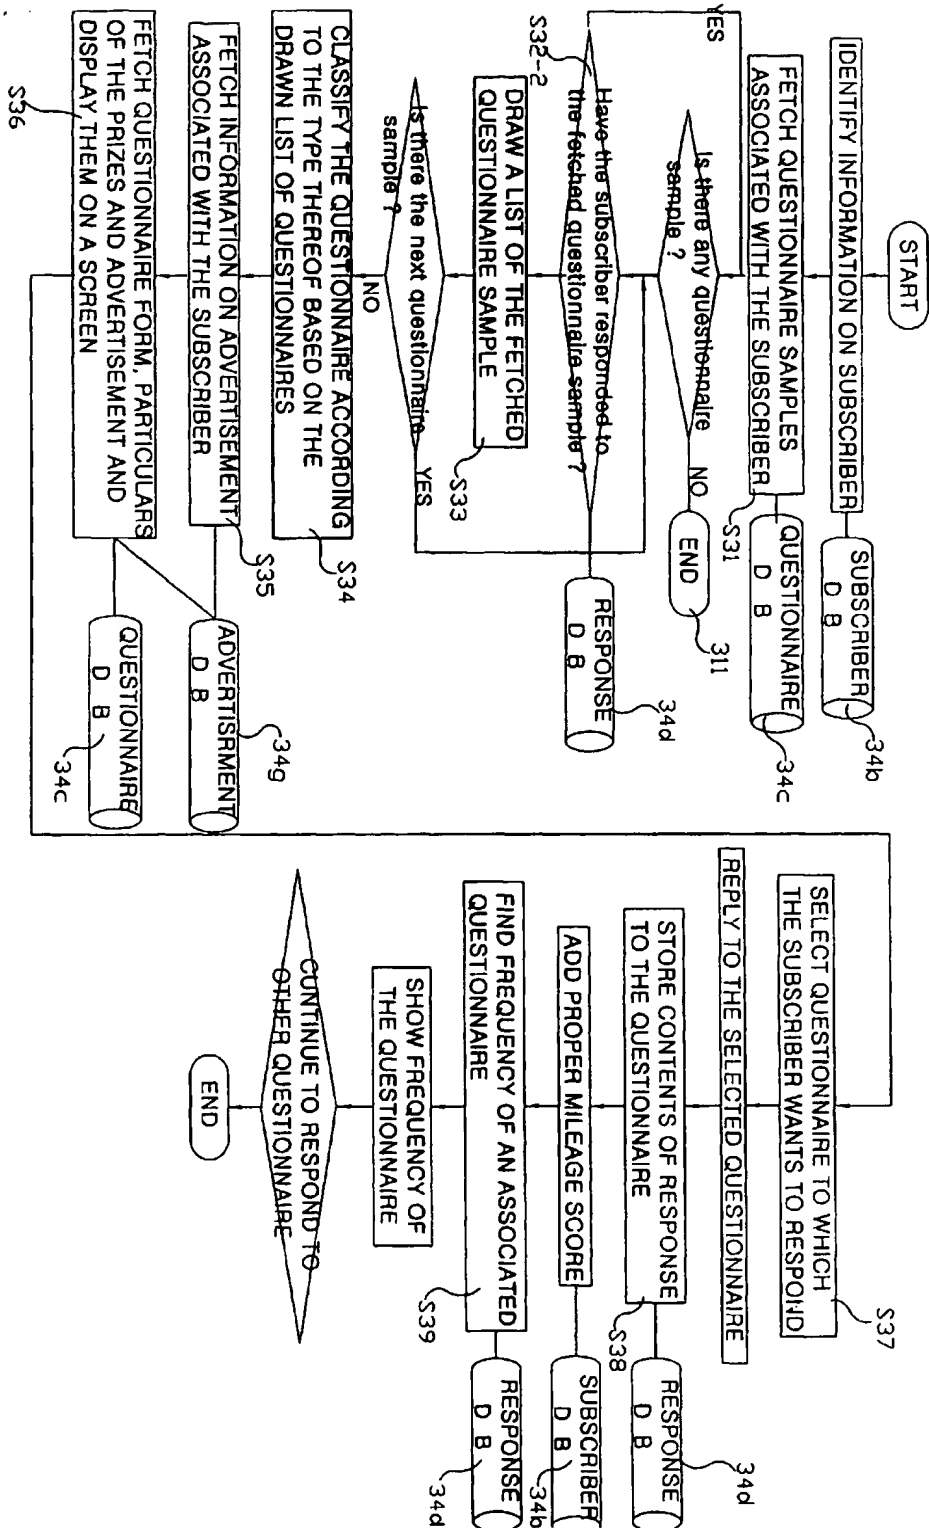 START
IDENTIFY INFORMATION ON SUBSCRIBER
SUBSCRIBER
D B
34b
FETCH QUESTIONNAIRE SAMPLES
ASSOCIATED WITH THE SUBSCRIBER
S31
QUESTIONNAIRE
D B
34c
Is there any questionnaire
sample ?
NO
END
311
YES
S32-2
Have the subscriber responded to
the fetched questionnaire sample ?
RESPONSE
D B
34d
DRAW A LIST OF THE FETCHED
QUESTIONNAIRE SAMPLE
S33
Is there the next questionnaire
sample ?
YES
NO
CLASSIFY THE QUESTIONNAIRE ACCORDING
TO THE TYPE THEREOF BASED ON THE
DRAWN LIST OF QUESTIONNAIRES
S34
FETCH INFORMATION ON ADVERTISEMENT
ASSOCIATED WITH THE SUBSCRIBER
S35
ADVERTISRMENT
D B
34g
FETCH QUESTIONNAIRE FORM, PARTICULARS
OF THE PRIZES AND ADVERTISEMENT AND
DISPLAY THEM ON A SCREEN
S36
QUESTIONNAIRE
D B
34c
SELECT QUESTIONNAIRE TO WHICH
THE SUBSCRIBER WANTS TO RESPOND
S37
REPLY TO THE SELECTED QUESTIONNAIRE
STORE CONTENTS OF RESPONSE
TO THE QUESTIONNAIRE
S38
RESPONSE
D B
34d
ADD PROPER MILEAGE SCORE
SUBSCRIBER
D B
34b
FIND FREQUENCY OF AN ASSOCIATED
QUESTIONNAIRE
S39
RESPONSE
D B
34d
SHOW FREQUENCY OF
THE QUESTIONNAIRE
CUNTINUE TO RESPOND TO
OTHER QUESTIONNAIRE
END